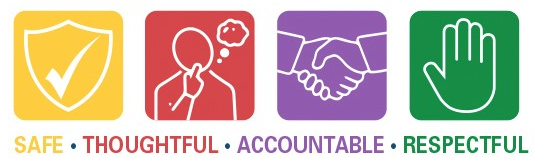 SAFE • THOUGHTFUL • ACCOUNTABLE • RESPECTFUL